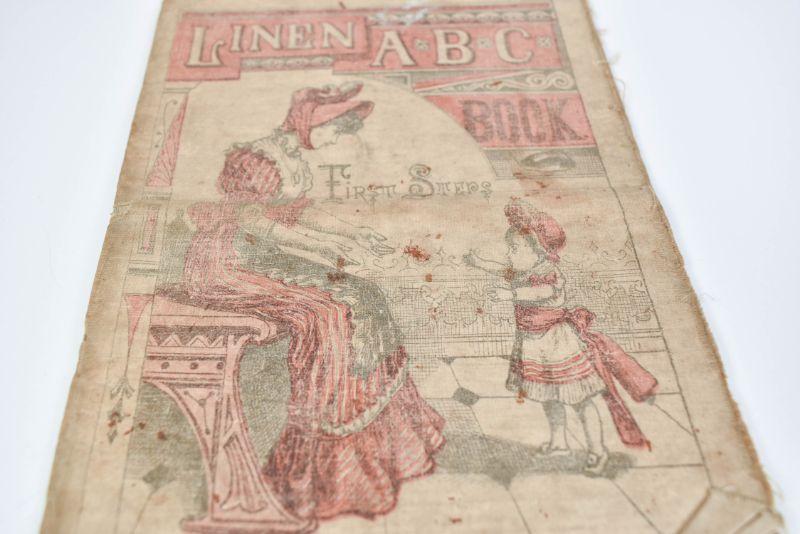 LINEN A·B·C·
BOOK
FIRST STEPS